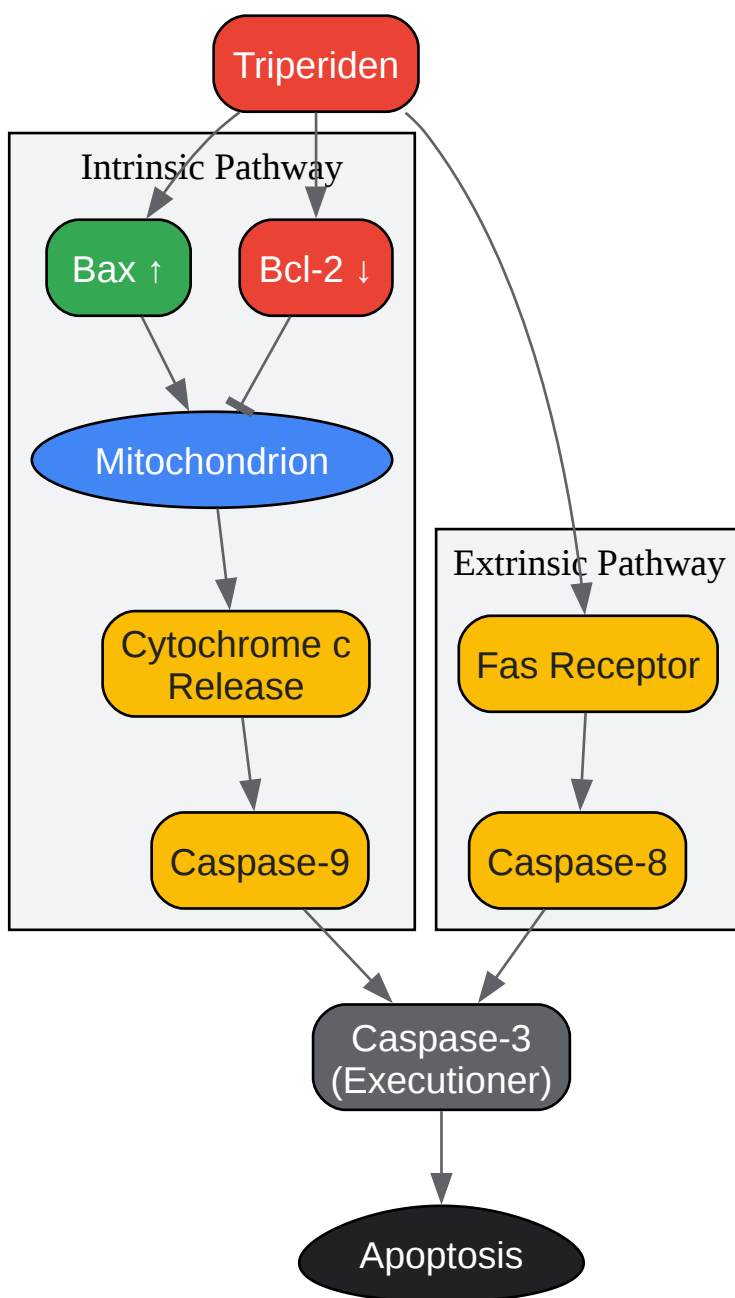 Triperiden
Intrinsic Pathway
Bax ↑
Bcl-2 ↓
Mitochondrion
Extrinsic Pathway
Cytochrome c
Release
Fas Receptor
Caspase-9
Caspase-8
Caspase-3
(Executioner)
Apoptosis